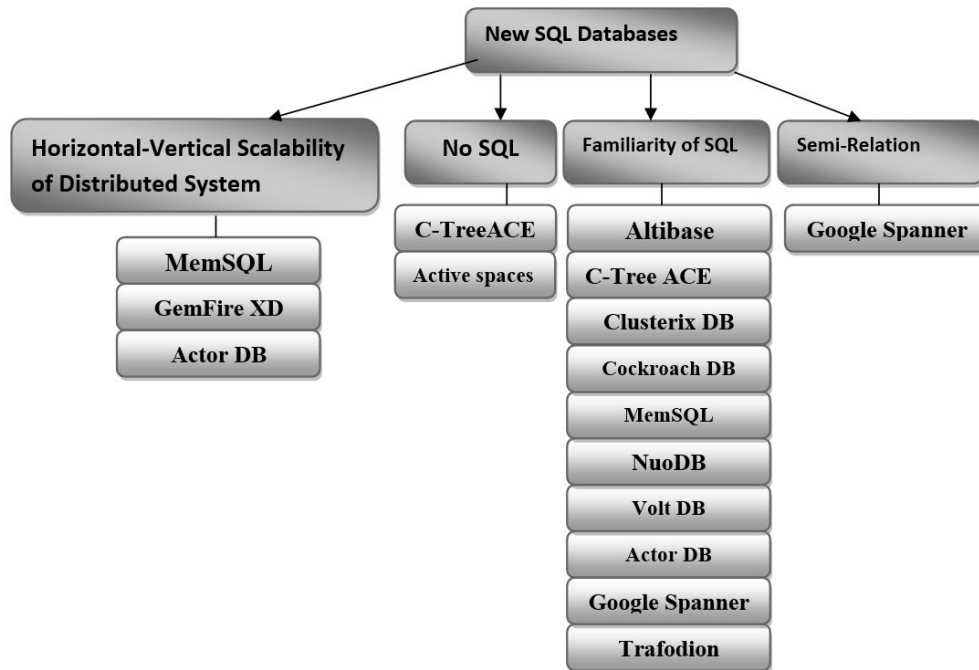 New SQL Databases
Horizontal-Vertical Scalability
of Distributed System
No SQL
Familiarity of SQL
Semi-Relation
MemSQL
GemFire XD
Actor DB
C-TreeACE
Active spaces
Altibase
C-Tree ACE
Clusterix DB
Cockroach DB
MemSQL
NuoDB
Volt DB
Actor DB
Google Spanner
Trafodion
Google Spanner